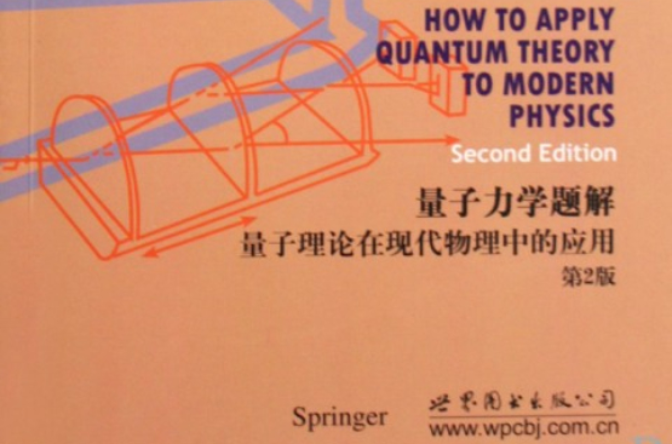 HOW TO APPLY
QUANTUM THEORY
TO MODERN
PHYSICS
Second Edition
量子力学题解
量子理论在现代物理中的应用
第2版
Springer
世界图书出版公司
www.wpcbj.com.cn